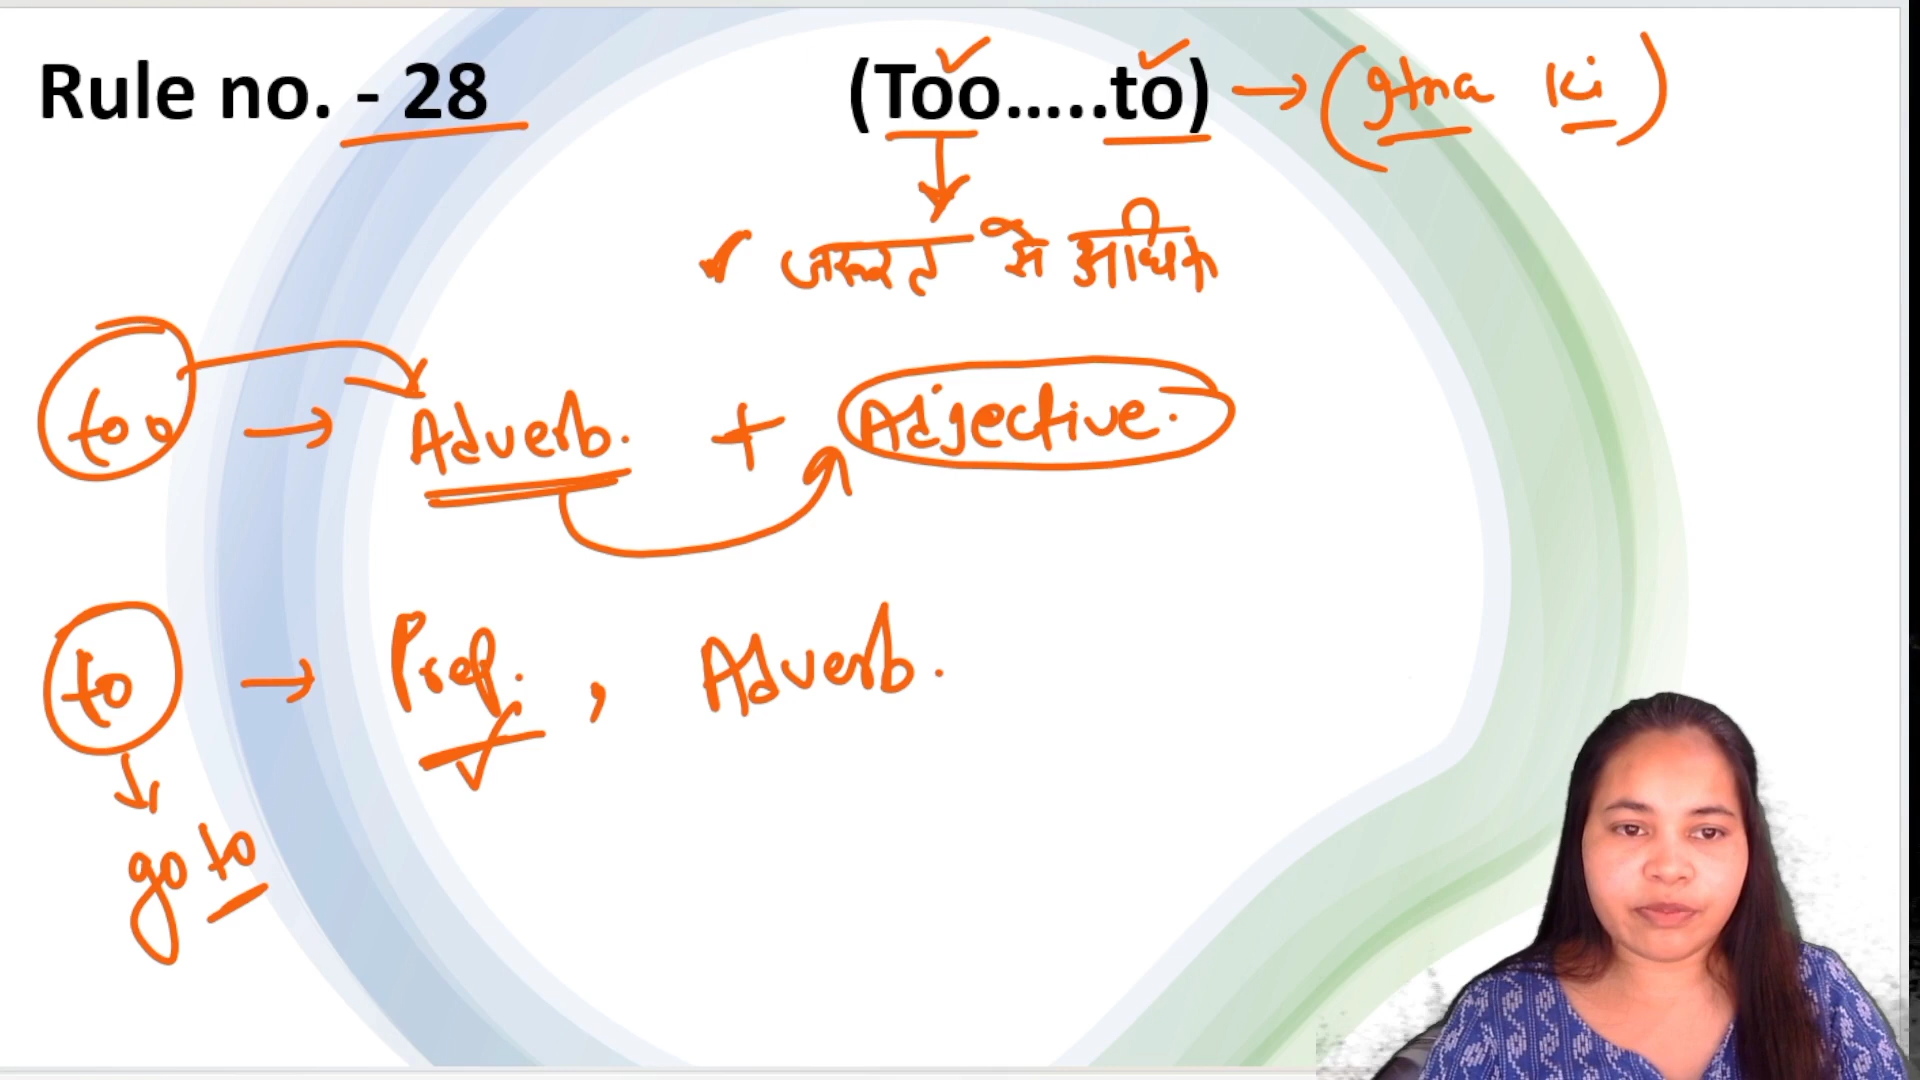 Rule no. - 28 (Too.....to) → (itna ki)
जरूरत से अधिक
too → Adverb. + Adjective.
to → Prep. , Adverb.
go to